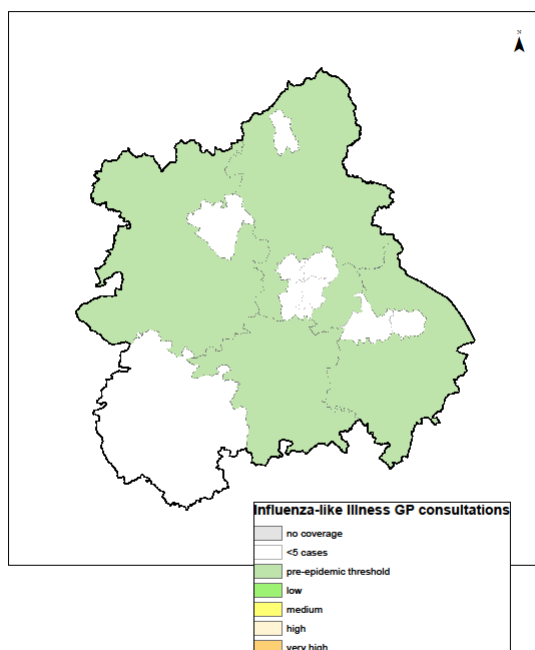 N
Influenza-like Illness GP consultations
no coverage
<5 cases
pre-epidemic threshold
low
medium
high
very high